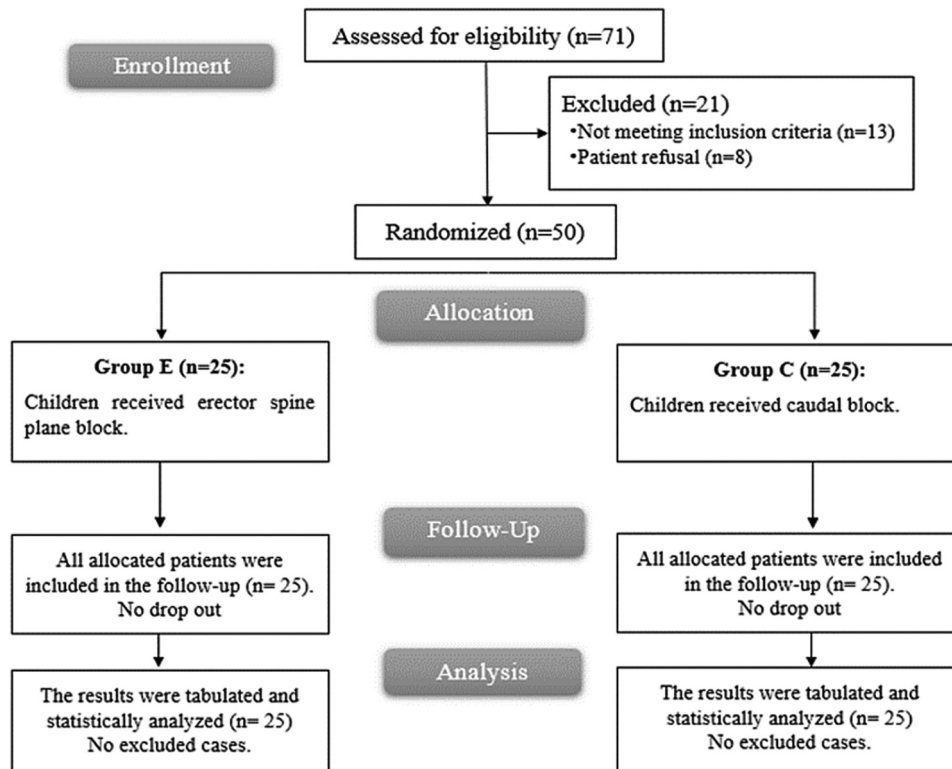 Assessed for eligibility (n=71)
Enrollment
Excluded (n=21)
•Not meeting inclusion criteria (n=13)
•Patient refusal (n=8)
Randomized (n=50)
Allocation
Group E (n=25):
Children received erector spine
plane block.
Group C (n=25):
Children received caudal block.
Follow-Up
All allocated patients were
included in the follow-up (n= 25).
No drop out
All allocated patients were included
in the follow-up (n= 25).
No drop out
Analysis
The results were tabulated and
statistically analyzed (n= 25)
No excluded cases.
The results were tabulated and
statistically analyzed (n= 25)
No excluded cases.